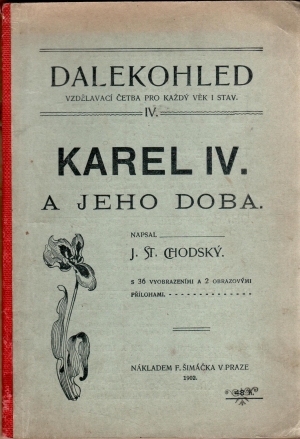 DALEKOHLED
VZDĚLAVACÍ ČETBA PRO KAŽDÝ VĚK I STAV.
IV.
KAREL IV.
A JEHO DOBA.
NAPSAL
J. ŠT. CHODSKÝ.
S 36 VYOBRAZENÍMI A 2 OBRAZOVÝMI
PŘÍLOHAMI.
NÁKLADEM F. ŠIMÁČKA V PRAZE
1902.